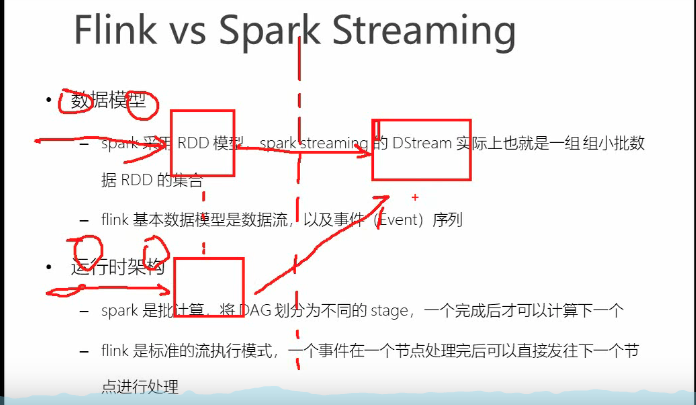 Flink vs Spark Streaming
• 数据模型
– spark 采用 RDD 模型，spark streaming 的 DStream 实际上也就是一组组小批数
据 RDD 的集合
– flink 基本数据模型是数据流，以及事件（Event）序列
• 运行时架构
– spark 是批计算，将 DAG 划分为不同的 stage，一个完成后才可以计算下一个
– flink 是标准的流执行模式，一个事件在一个节点处理完后可以直接发往下一个节
点进行处理